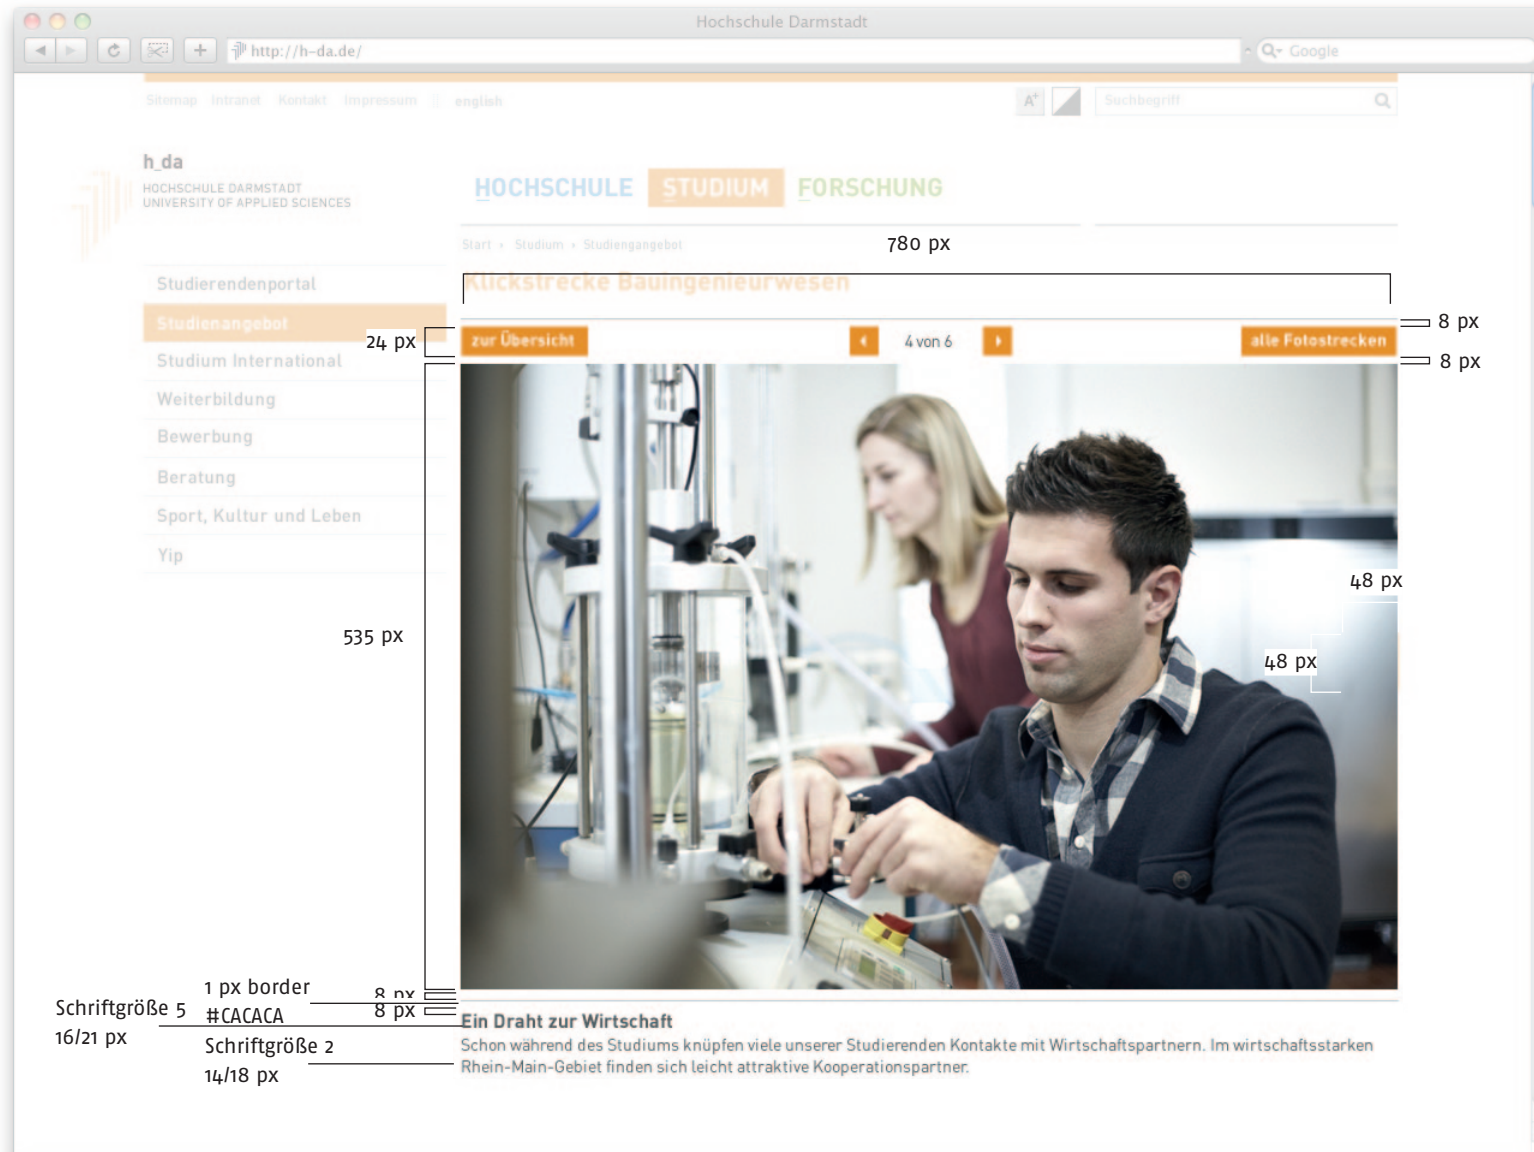 Hochschule Darmstadt
http://h-da.de/
Google
Sitemap Intranet Kontakt Impressum || english
A+
Suchbegriff
h_da
HOCHSCHULE DARMSTADT
UNIVERSITY OF APPLIED SCIENCES
HOCHSCHULE STUDIUM FORSCHUNG
Start › Studium › Studiengangebot
780 px
Klickstrecke Bauingenieurwesen
Studierendenportal
Studienangebot
Studium International
Weiterbildung
Bewerbung
Beratung
Sport, Kultur und Leben
Yip
24 px
zur Übersicht
4 von 6
alle Fotostrecken
8 px
8 px
48 px
48 px
535 px
8 px
8 px
1 px border
#CACACA
Schriftgröße 5
16/21 px
Schriftgröße 2
14/18 px
Ein Draht zur Wirtschaft
Schon während des Studiums knüpfen viele unserer Studierenden Kontakte mit Wirtschaftspartnern. Im wirtschaftsstarken
Rhein-Main-Gebiet finden sich leicht attraktive Kooperationspartner.